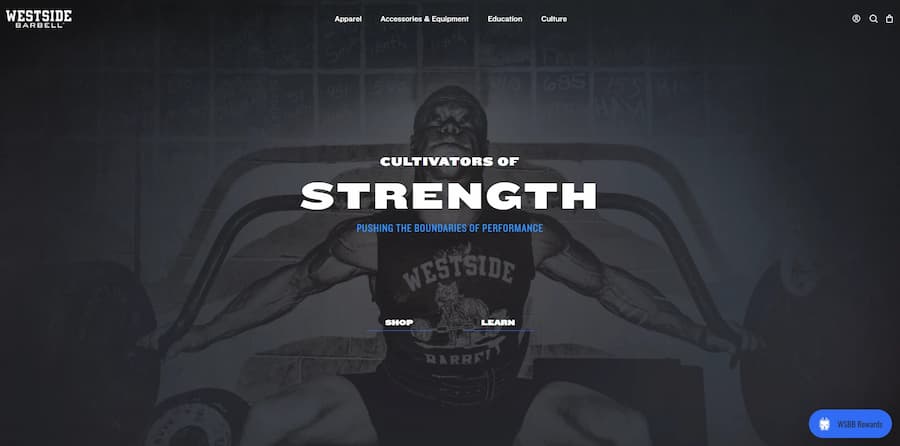 WESTSIDE
BARBELL
Apparel
Accessories & Equipment
Education
Culture
685
CULTIVATORS OF
STRENGTH
PUSHING THE BOUNDARIES OF PERFORMANCE
WESTSIDE
BARBELL
SHOP
LEARN
WSBB Rewards